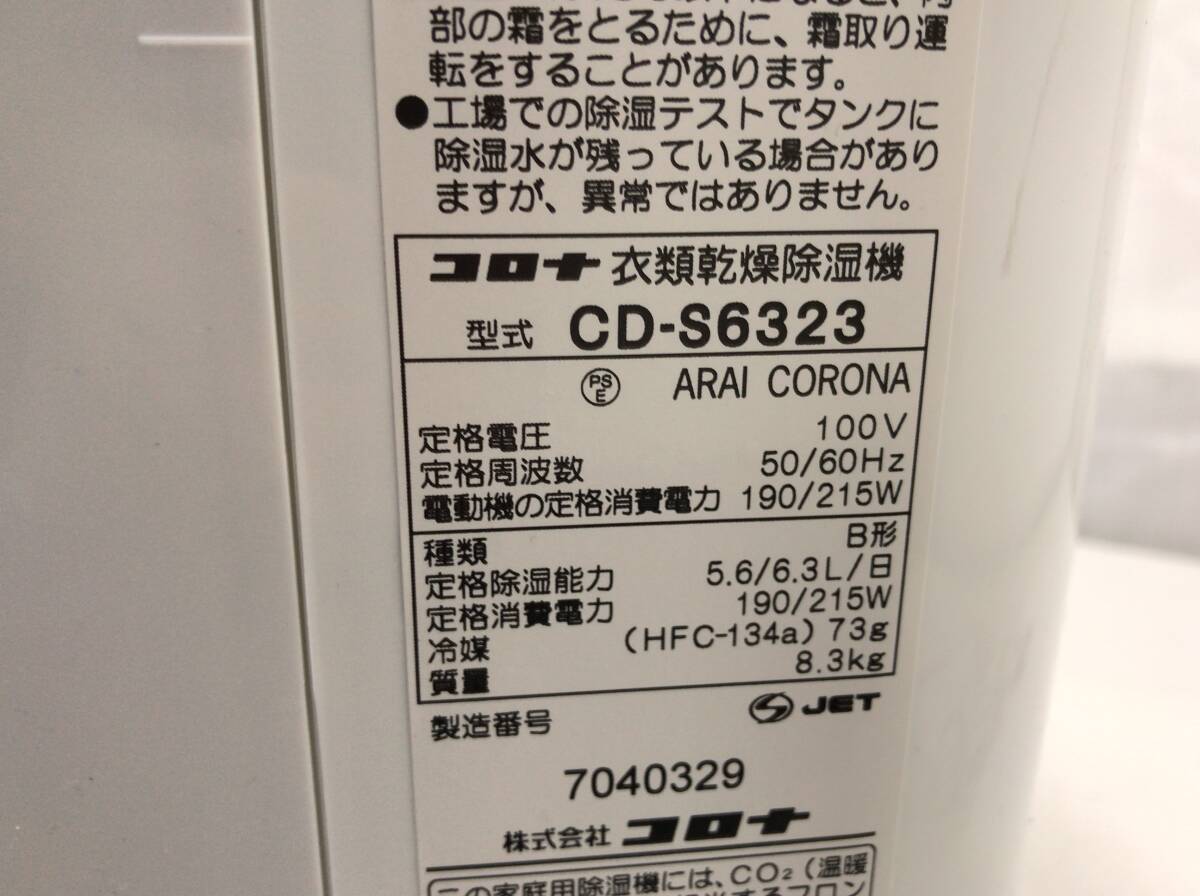 部の霜をとるために、霜取り運
転をすることがあります。
●工場での除湿テストでタンクに
除湿水が残っている場合があり
ますが、異常ではありません。
コロナ 衣類乾燥除湿機
型式 CD-S6323
PSE ARAI CORONA
定格電圧 100V
定格周波数 50/60Hz
電動機の定格消費電力 190/215W
種類 B形
定格除湿能力 5.6/6.3L/日
定格消費電力 190/215W
冷媒 (HFC-134a) 73g
質量 8.3kg
製造番号 JET
7040329
株式会社 コロナ
この家庭用除湿機には、CO₂(温暖